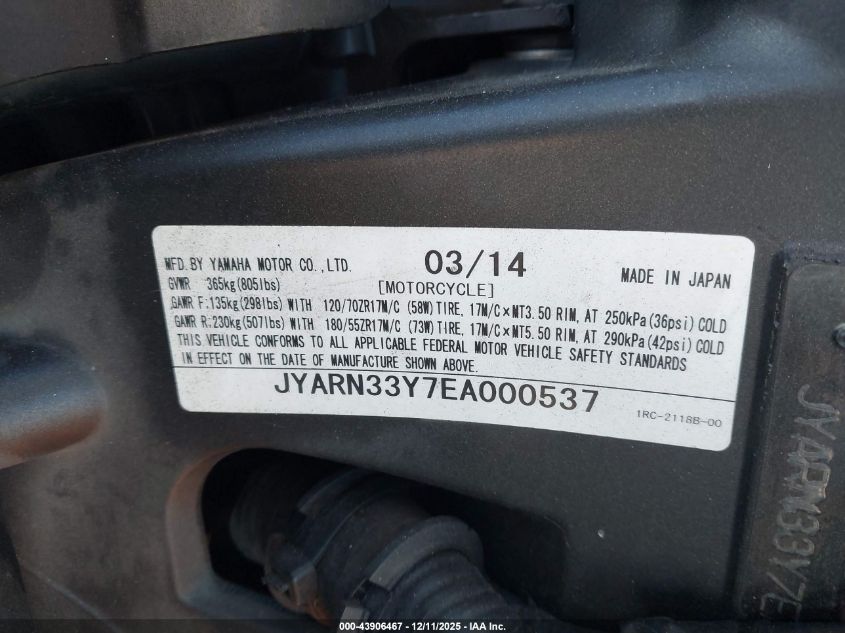 MFD.BY YAMAHA MOTOR CO.,LTD. 03/14 MADE IN JAPAN
GVWR 365kg(805lbs) [MOTORCYCLE]
GAWR F:135kg(298lbs) WITH 120/70ZR17M/C (58W) TIRE, 17M/C×MT3.50 RIM, AT 250kPa(36psi) COLD
GAWR R:230kg(507lbs) WITH 180/55ZR17M/C (73W) TIRE, 17M/C×MT5.50 RIM, AT 290kPa(42psi) COLD
THIS VEHICLE CONFORMS TO ALL APPLICABLE FEDERAL MOTOR VEHICLE SAFETY STANDARDS
IN EFFECT ON THE DATE OF MANUFACTURE SHOWN ABOVE.
JYARN33Y7EA000537
1RC-2118B-00
JYARN33Y7E
000-43906467 - 12/11/2025 - IAA Inc.